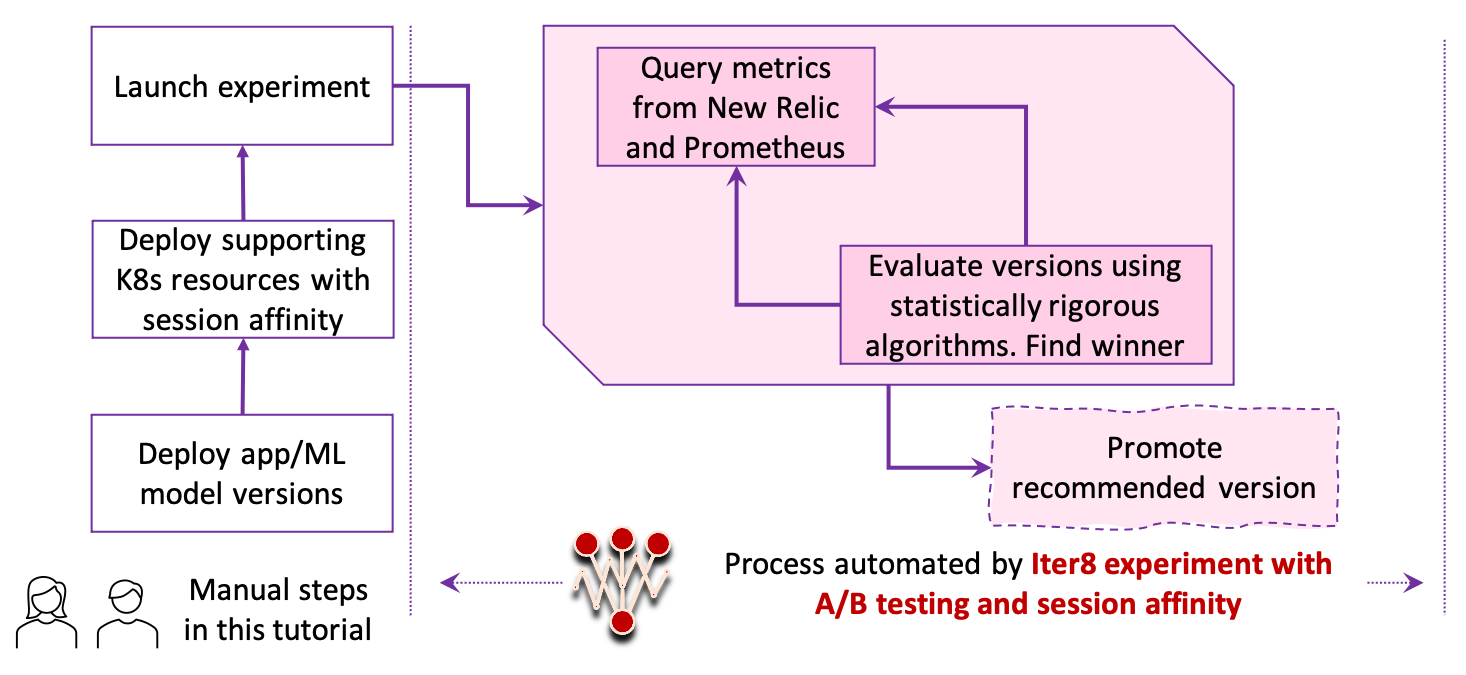 Launch experiment
Deploy supporting
K8s resources with
session affinity
Deploy app/ML
model versions
Manual steps
in this tutorial
Query metrics
from New Relic
and Prometheus
Evaluate versions using
statistically rigorous
algorithms. Find winner
Promote
recommended version
Process automated by Iter8 experiment with
A/B testing and session affinity